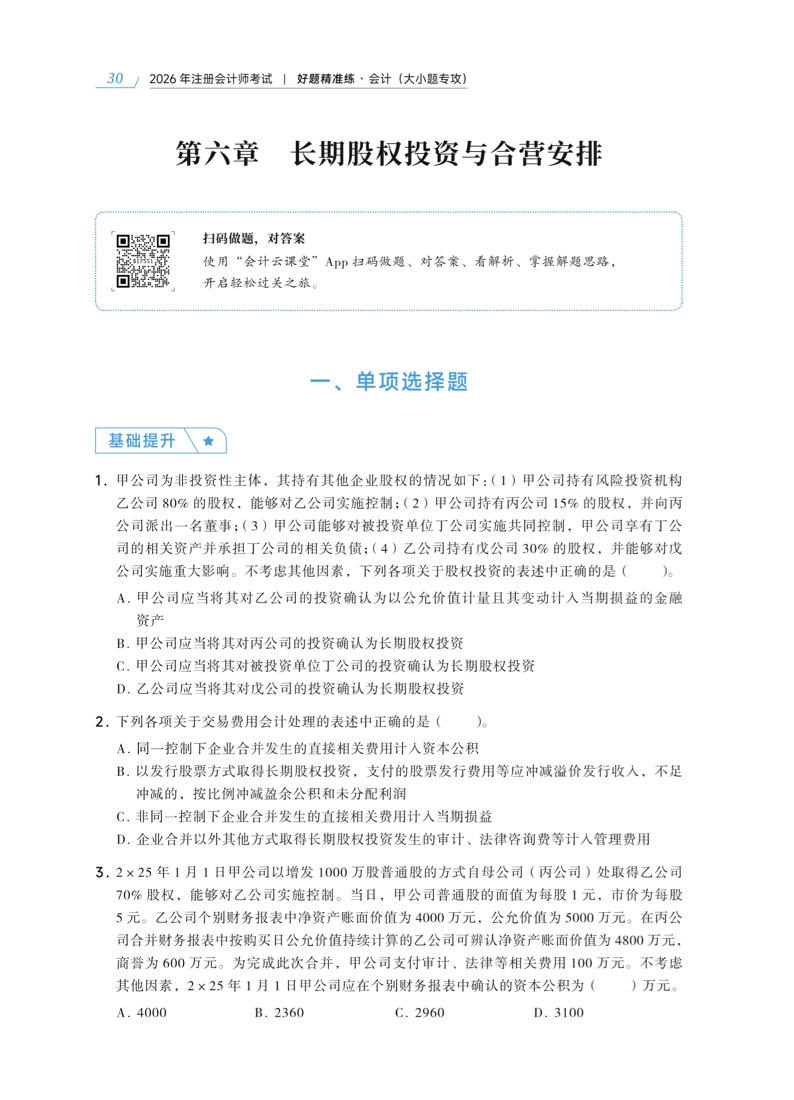 30
2026 年注册会计师考试 | 好题精准练·会计（大小题专攻）
第六章 长期股权投资与合营安排
扫码做题，对答案
使用“会计云课堂”App 扫码做题、对答案、看解析、掌握解题思路，
开启轻松过关之旅。
一、单项选择题
基础提升 ★
1. 甲公司为非投资性主体，其持有其他企业股权的情况如下：（1）甲公司持有风险投资机构
乙公司 80% 的股权，能够对乙公司实施控制；（2）甲公司持有丙公司 15% 的股权，并向丙
公司派出一名董事；（3）甲公司能够对被投资单位丁公司实施共同控制，甲公司享有丁公
司的相关资产并承担丁公司的相关负债；（4）乙公司持有戊公司 30% 的股权，并能够对戊
公司实施重大影响。不考虑其他因素，下列各项关于股权投资的表述中正确的是（　　）。
A. 甲公司应当将其对乙公司的投资确认为以公允价值计量且其变动计入当期损益的金融
资产
B. 甲公司应当将其对丙公司的投资确认为长期股权投资
C. 甲公司应当将其对被投资单位丁公司的投资确认为长期股权投资
D. 乙公司应当将其对戊公司的投资确认为长期股权投资
2. 下列各项关于交易费用会计处理的表述中正确的是（　　）。
A. 同一控制下企业合并发生的直接相关费用计入资本公积
B. 以发行股票方式取得长期股权投资，支付的股票发行费用等应冲减溢价发行收入，不足
冲减的，按比例冲减盈余公积和未分配利润
C. 非同一控制下企业合并发生的直接相关费用计入当期损益
D. 企业合并以外其他方式取得长期股权投资发生的审计、法律咨询费等计入管理费用
3. 2×25 年 1 月 1 日甲公司以增发 1000 万股普通股的方式自母公司（丙公司）处取得乙公司
70% 股权，能够对乙公司实施控制。当日，甲公司普通股的面值为每股 1 元，市价为每股
5 元。乙公司个别财务报表中净资产账面价值为 4000 万元，公允价值为 5000 万元。在丙公
司合并财务报表中按购买日公允价值持续计算的乙公司可辨认净资产账面价值为 4800 万元，
商誉为 600 万元。为完成此次合并，甲公司支付审计、法律等相关费用 100 万元。不考虑
其他因素，2×25 年 1 月 1 日甲公司应在个别财务报表中确认的资本公积为（　　）万元。
A. 4000 B. 2360 C. 2960 D. 3100